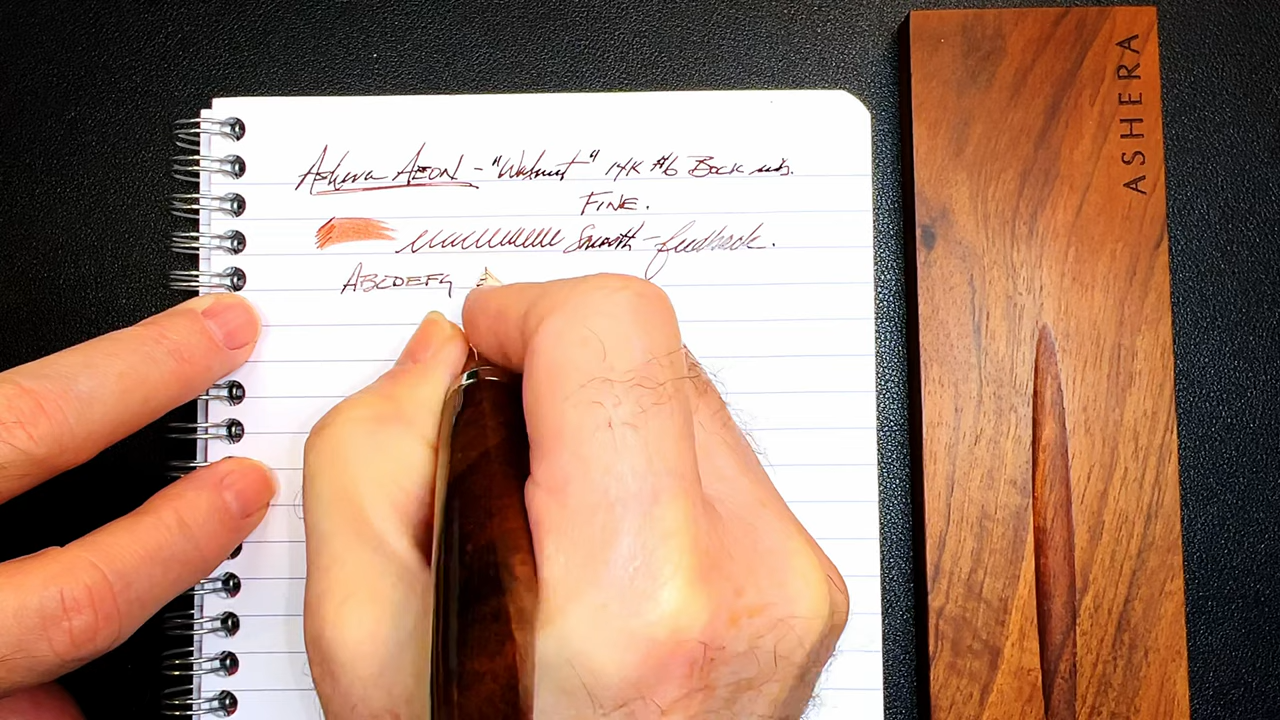 Ashera AEON - "Walnut" 14K #6 BOCK nib.
FINE.
Smooth - feedback.
ABCDEFG
ASHERA